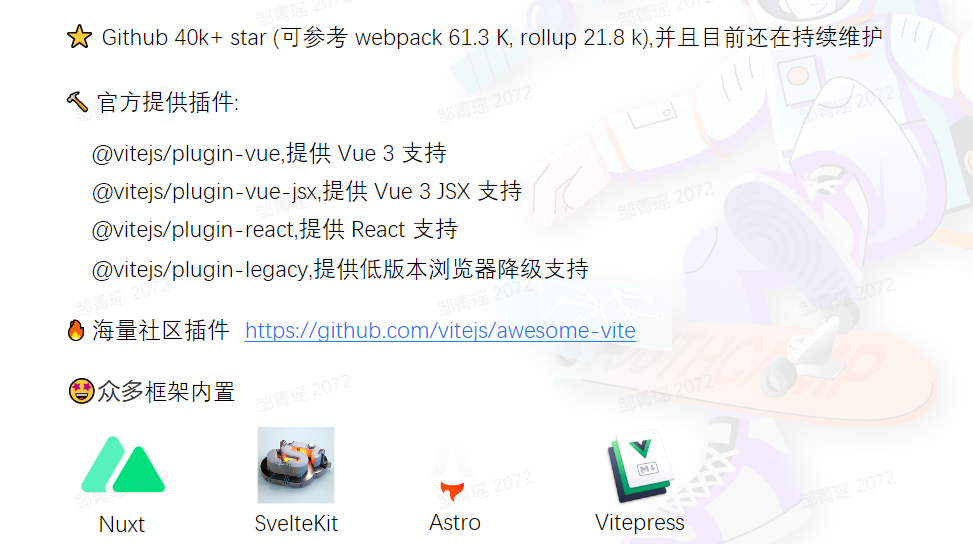 Github 40k+ star (可参考 webpack 61.3 K, rollup 21.8 k),并且目前还在持续维护
官方提供插件:
@vitejs/plugin-vue,提供 Vue 3 支持
@vitejs/plugin-vue-jsx,提供 Vue 3 JSX 支持
@vitejs/plugin-react,提供 React 支持
@vitejs/plugin-legacy,提供低版本浏览器降级支持
海量社区插件 https://github.com/vitejs/awesome-vite
众多框架内置
Nuxt
SvelteKit
Astro
Vitepress
邹青瑶 2072